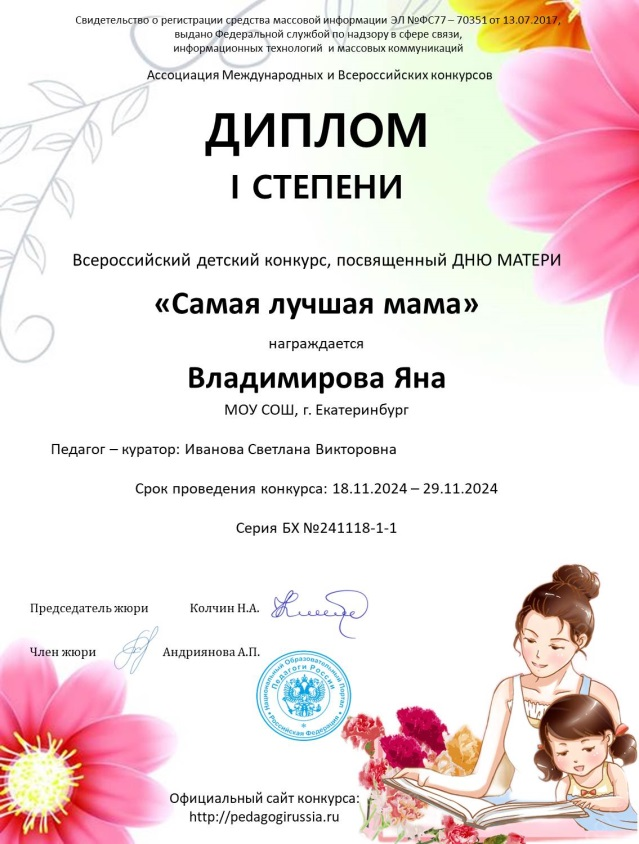 Свидетельство о регистрации средства массовой информации ЭЛ №ФС77 – 70351 от 13.07.2017,
выдано Федеральной службой по надзору в сфере связи,
информационных технологий и массовых коммуникаций
Ассоциация Международных и Всероссийских конкурсов
ДИПЛОМ
I СТЕПЕНИ
Всероссийский детский конкурс, посвященный ДНЮ МАТЕРИ
«Самая лучшая мама»
награждается
Владимирова Яна
МОУ СОШ, г. Екатеринбург
Педагог – куратор: Иванова Светлана Викторовна
Срок проведения конкурса: 18.11.2024 – 29.11.2024
Серия БХ №241118-1-1
Председатель жюри Колчин Н.А.
Член жюри Андриянова А.П.
Национальный Образовательный Портал
Педагоги России
Российская Федерация
Официальный сайт конкурса:
http://pedagogirussia.ru